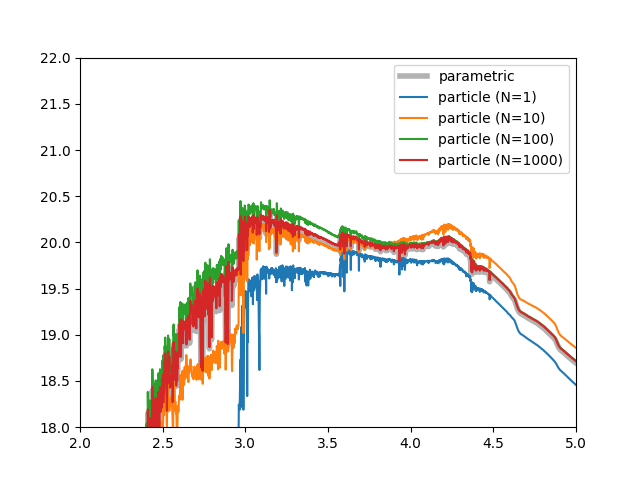 22.0
21.5
21.0
20.5
20.0
19.5
19.0
18.5
18.0
2.0 2.5 3.0 3.5 4.0 4.5 5.0
parametric
particle (N=1)
particle (N=10)
particle (N=100)
particle (N=1000)